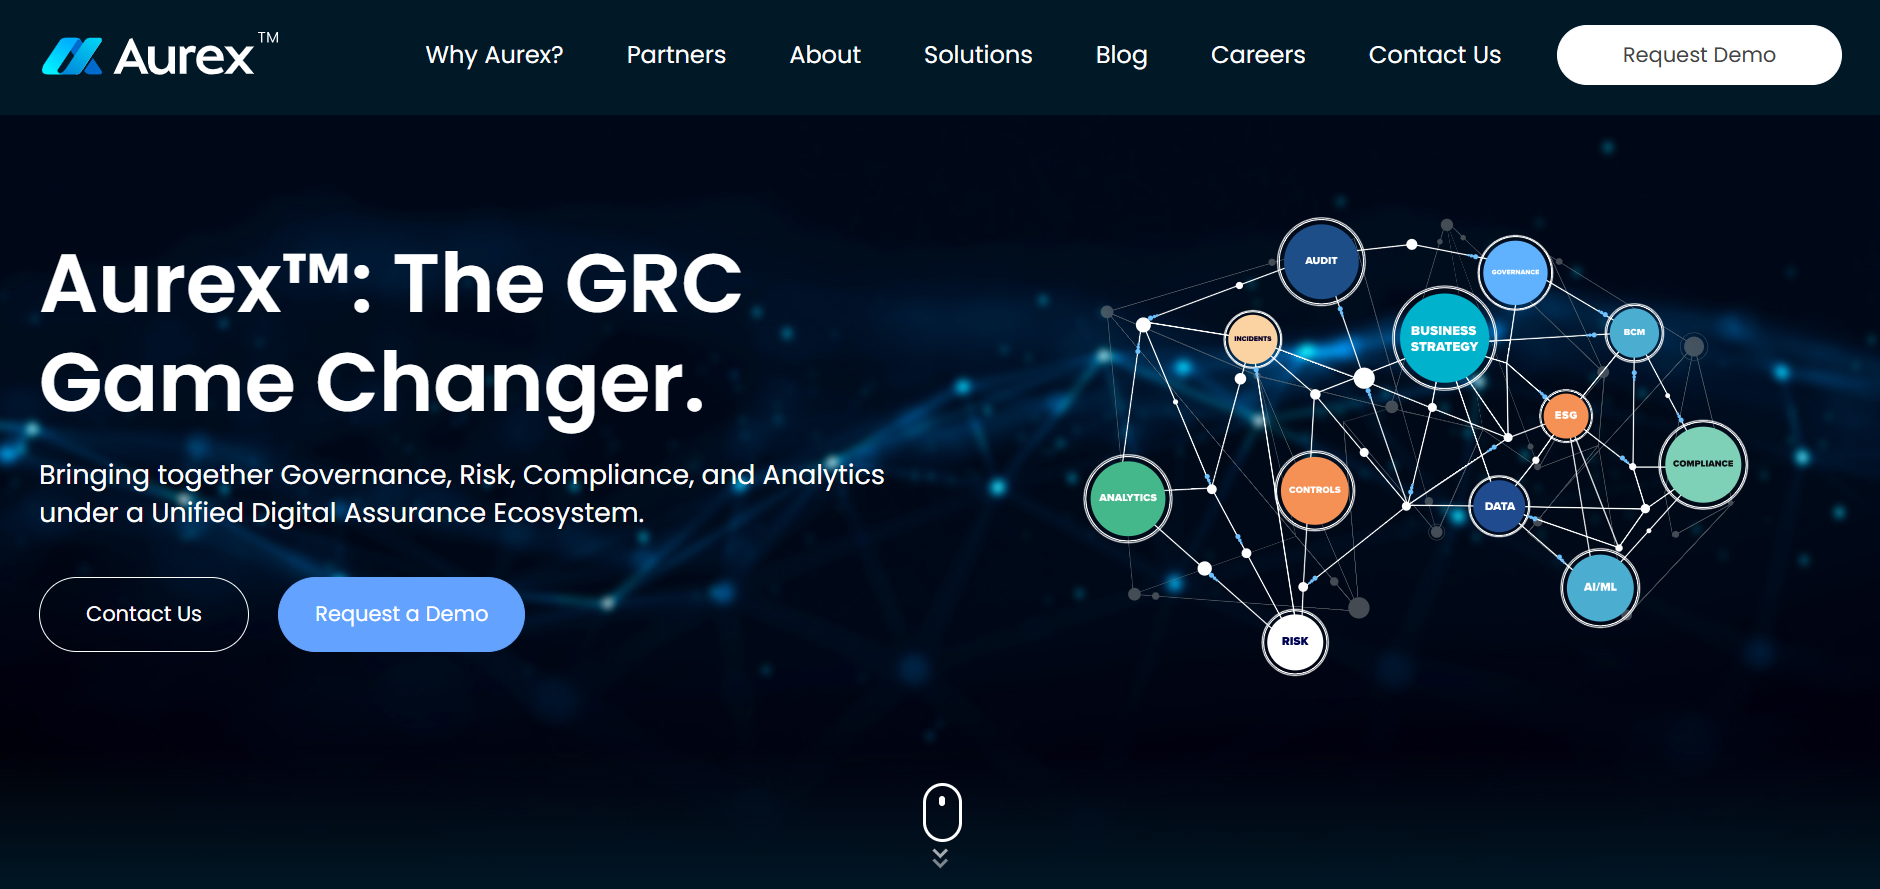 Aurex™
Why Aurex?
Partners
About
Solutions
Blog
Careers
Contact Us
Request Demo
Aurex™: The GRC
Game Changer.
Bringing together Governance, Risk, Compliance, and Analytics
under a Unified Digital Assurance Ecosystem.
Contact Us
Request a Demo
AUDIT
GOVERNANCE
BUSINESS
STRATEGY
BCM
INCIDENTS
ESG
COMPLIANCE
ANALYTICS
CONTROLS
DATA
AI/ML
RISK